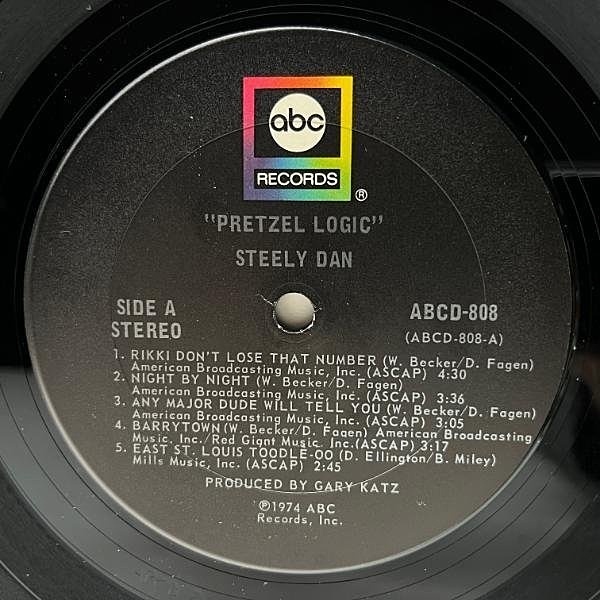 abc
RECORDS
®
"PRETZEL LOGIC"
STEELY DAN
SIDE A
STEREO
ABCD-808
(ABCD-808-A)
1. RIKKI DON'T LOSE THAT NUMBER (W. Becker/D. Fagen)
American Broadcasting Music, Inc. (ASCAP) 4:30
2. NIGHT BY NIGHT (W. Becker/D. Fagen)
American Broadcasting Music, Inc. (ASCAP) 3:36
3. ANY MAJOR DUDE WILL TELL YOU (W. Becker/D. Fagen)
American Broadcasting Music, Inc. (ASCAP) 3:05
4. BARRYTOWN (W. Becker/D. Fagen) American Broadcasting
Music, Inc./Red Giant Music Inc. (ASCAP) 3:17
5. EAST ST. LOUIS TOODLE-OO (D. Ellington/B. Miley)
Mills Music, Inc. (ASCAP) 2:45
PRODUCED BY GARY KATZ
℗1974 ABC
Records, Inc.